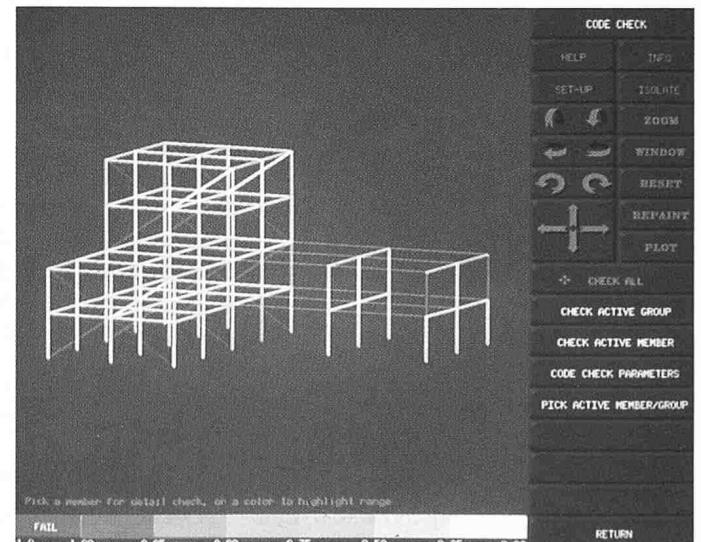 CODE CHECK
HELP INFO
SET-UP ISOLATE
ZOOM
WINDOW
RESET
REPAINT
PLOT
CHECK ALL
CHECK ACTIVE GROUP
CHECK ACTIVE MEMBER
CODE CHECK PARAMETERS
PICK ACTIVE MEMBER/GROUP
Pick a member for detail check, or a color to highlight range
FAIL
RETURN